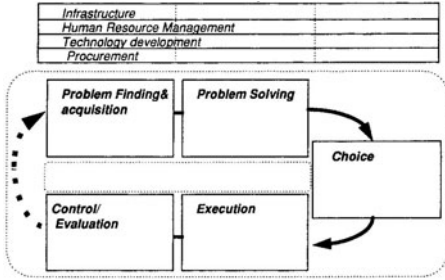 Infrastructure
Human Resource Management
Technology development
Procurement
Problem Finding&
acquisition
Problem Solving
Choice
Control/
Evaluation
Execution